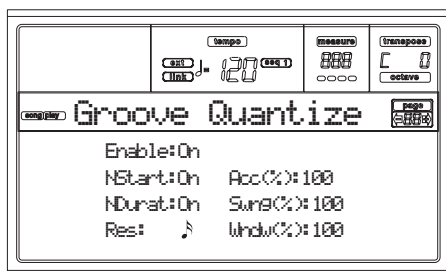 tempo measure transpose
ext link ♩= 120 seq 1 888 C 0
octave
song play Groove Quantize page
Enable:On
NStart:On Acc.(%):100
NDurat:On Swng(%):100
Res: ♪ Wndw(%):100